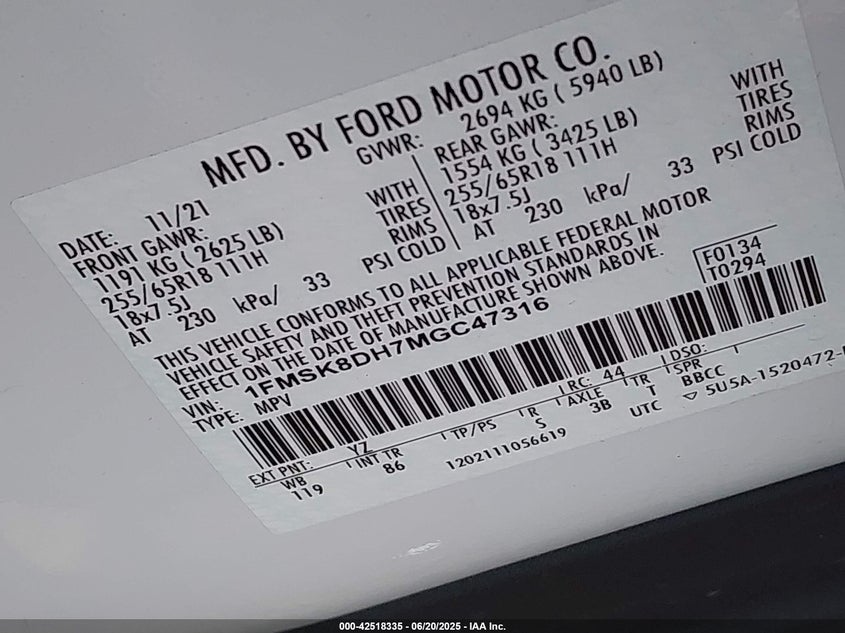 MFD. BY FORD MOTOR CO.
DATE: 11/21
GVWR: 2694 KG ( 5940 LB)
FRONT GAWR:
1191 KG ( 2625 LB) WITH
255/65R18 111H TIRES
18x7.5J RIMS
AT 230 kPa/ 33 PSI COLD
REAR GAWR:
1554 KG ( 3425 LB) WITH
255/65R18 111H TIRES
18x7.5J RIMS
AT 230 kPa/ 33 PSI COLD
THIS VEHICLE CONFORMS TO ALL APPLICABLE FEDERAL MOTOR
VEHICLE SAFETY AND THEFT PREVENTION STANDARDS IN
EFFECT ON THE DATE OF MANUFACTURE SHOWN ABOVE.
VIN: 1FMSK8DH7MGC47316
F0134
T0294
TYPE: MPV
EXT PNT: YZ RC: 44 DSO:
WB INT TR TP/PS R AXLE TR SPR
119 86 S 3B T BBCC
1202111056619 UTC 5U5A-1520472-
000-42518335 - 06/20/2025 - IAA Inc.